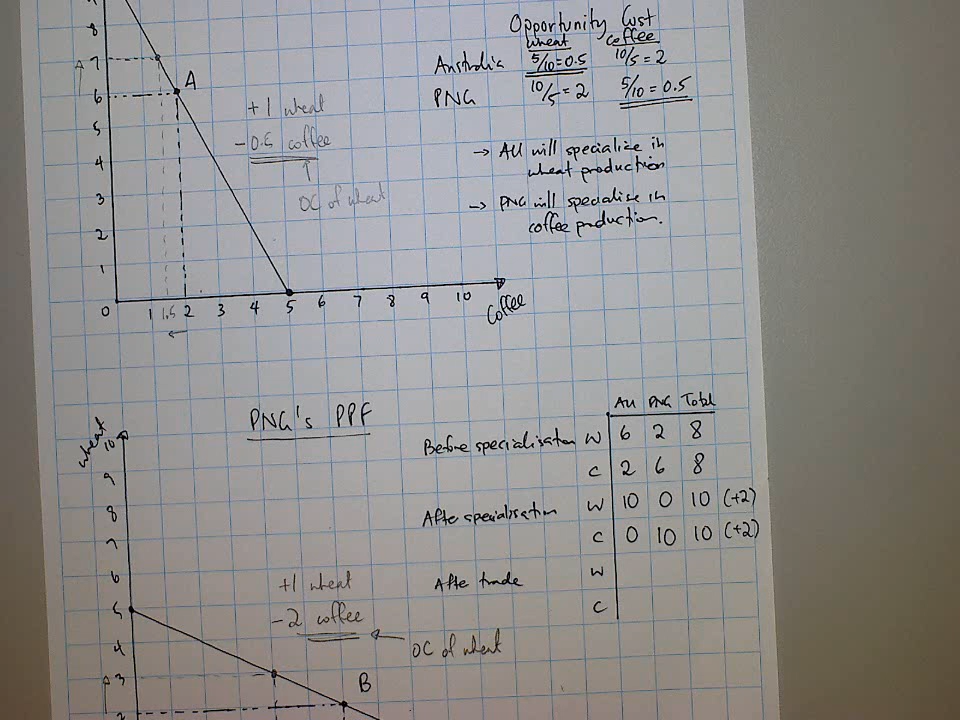 Opportunity Cost
wheat coffee
Australia 5/10 = 0.5 10/5 = 2
PNG 10/5 = 2 5/10 = 0.5
→ AU will specialize in
wheat production
→ PNG will specialise in
coffee production.
8
7
6
5
4
3
2
1
A
+1 wheat
-0.5 coffee
OC of wheat
0 1 1.5 2 3 4 5 6 7 8 9 10
Coffee
PNG's PPF
wheat
10
9
8
7
6
5
4
3
2
+1 wheat
-2 coffee
OC of wheat
B
AU PNG Total
Before specialisation W 6 2 8
C 2 6 8
After specialisation W 10 0 10 (+2)
C 0 10 10 (+2)
After trade W
C